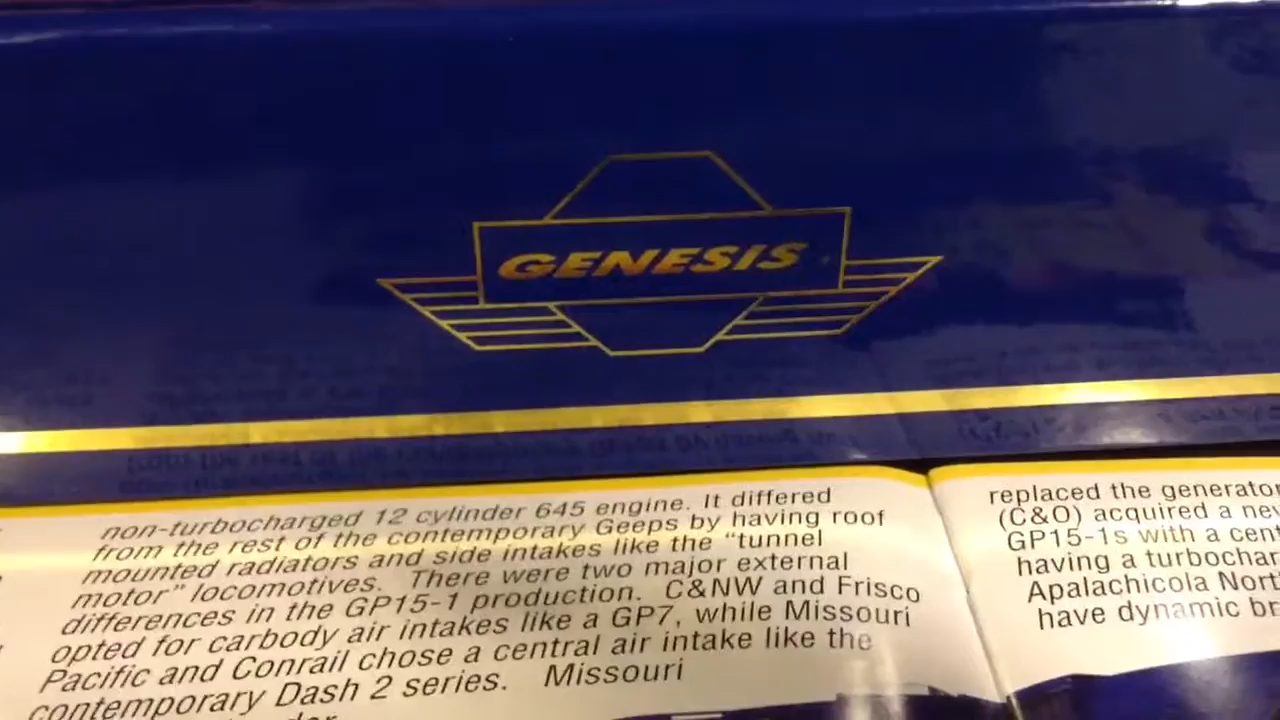 GENESIS
non-turbocharged 12 cylinder 645 engine. It differed
from the rest of the contemporary Geeps by having roof
mounted radiators and side intakes like the "tunnel
motor" locomotives. There were two major external
differences in the GP15-1 production. C&NW and Frisco
opted for carbody air intakes like a GP7, while Missouri
Pacific and Conrail chose a central air intake like the
contemporary Dash 2 series. Missouri
replaced the generator
(C&O) acquired a
GP15-1s with a
having a
Apalachicola
have dynamic